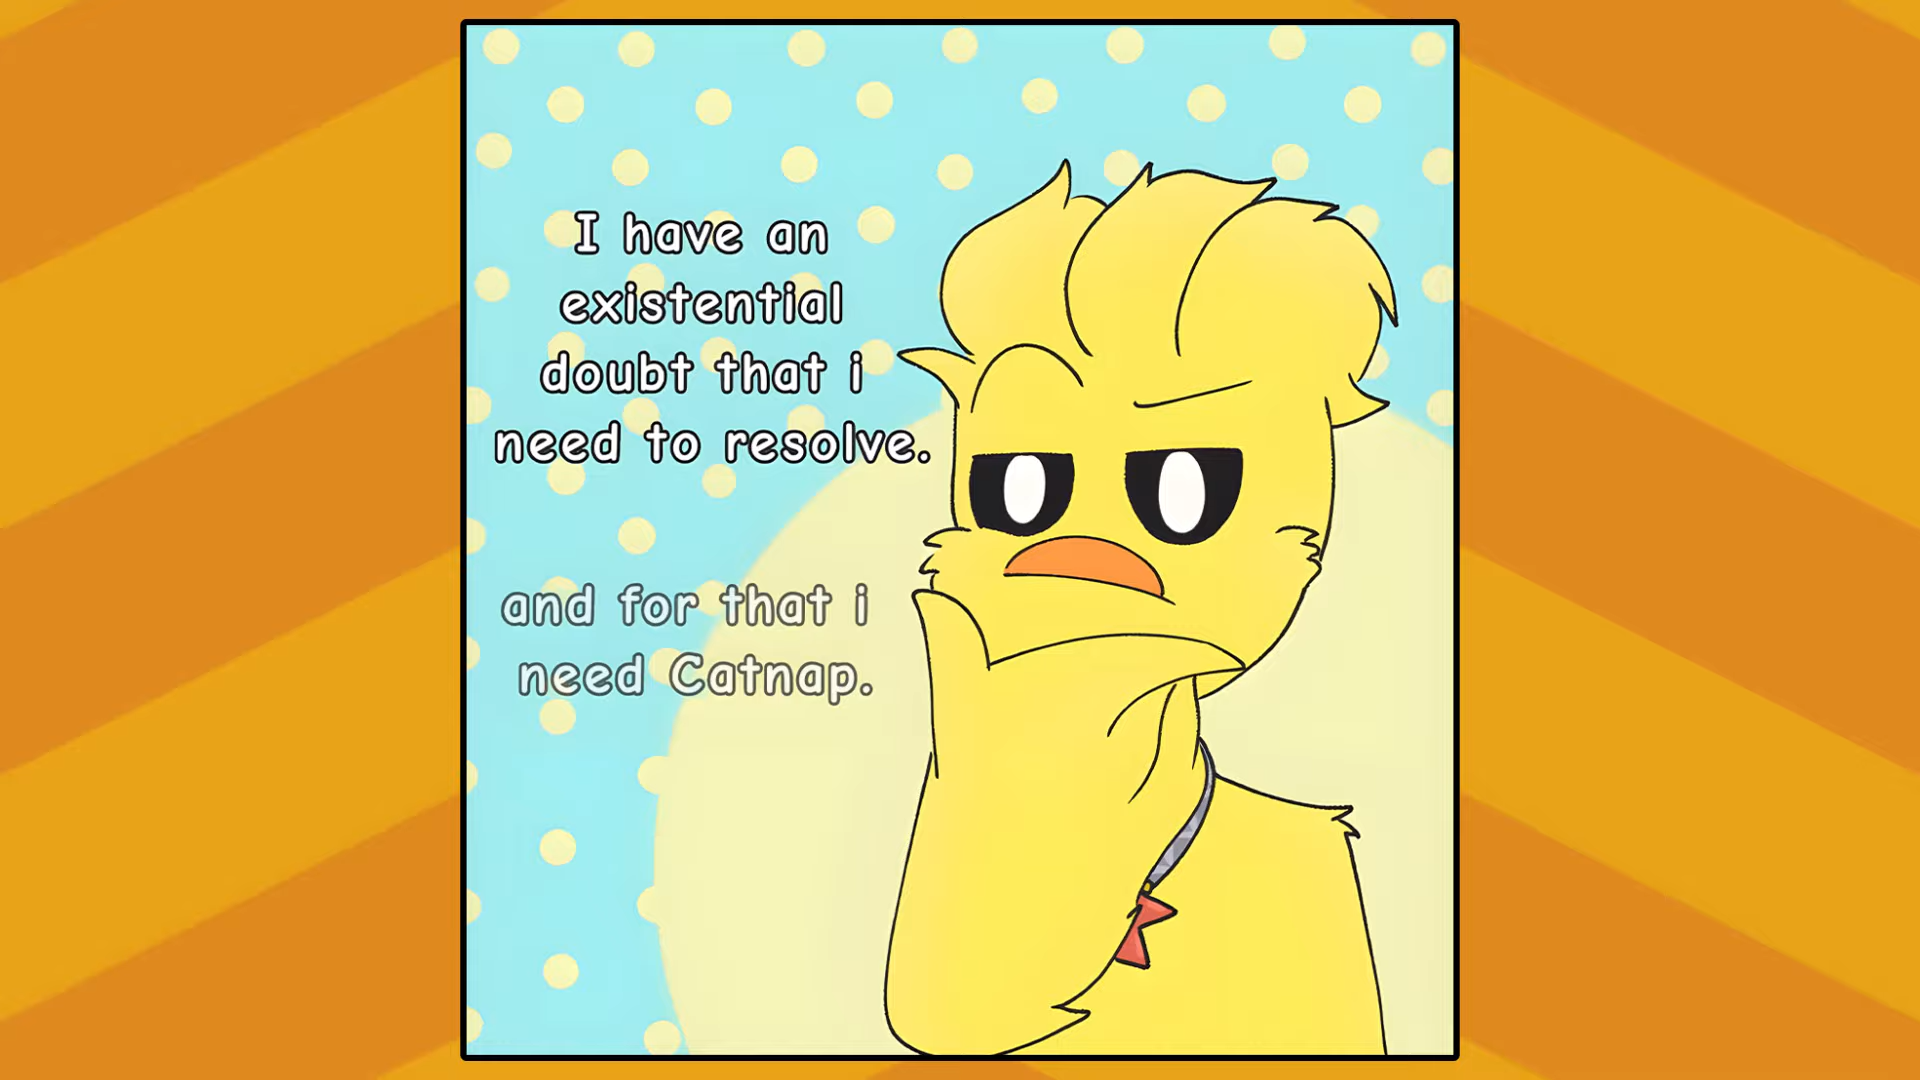 I have an
existential
doubt that i
need to resolve.
and for that i
need Catnap.